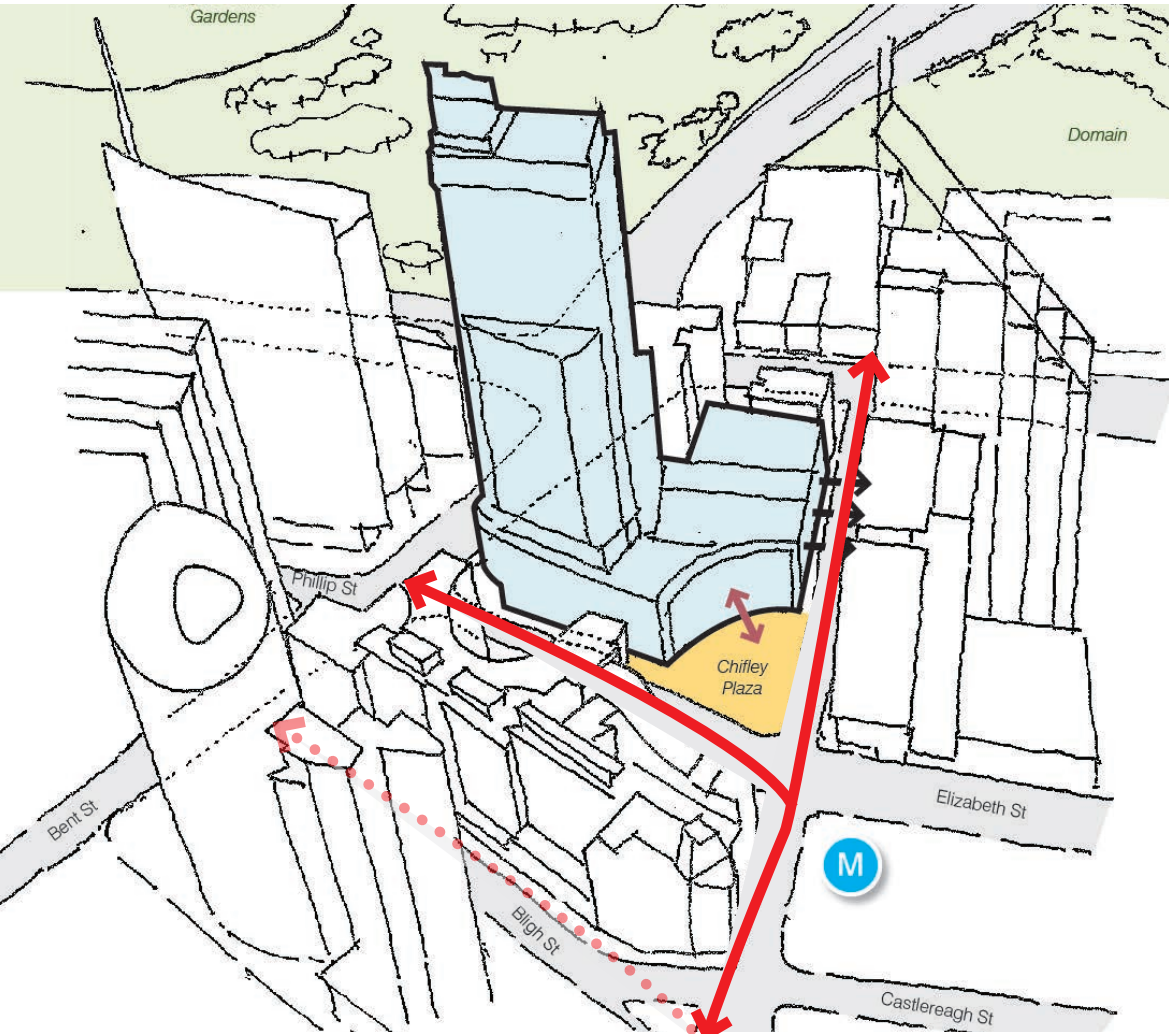 Gardens
Domain
Phillip St
Chifley
Plaza
Elizabeth St
Bent St
M
Bligh St
Castlereagh St